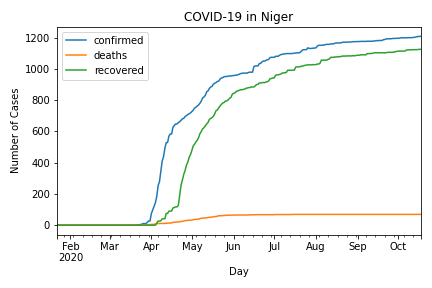 COVID-19 in Niger
confirmed
deaths
recovered
Number of Cases
1200
1000
800
600
400
200
0
Feb Mar Apr May Jun Jul Aug Sep Oct
2020
Day